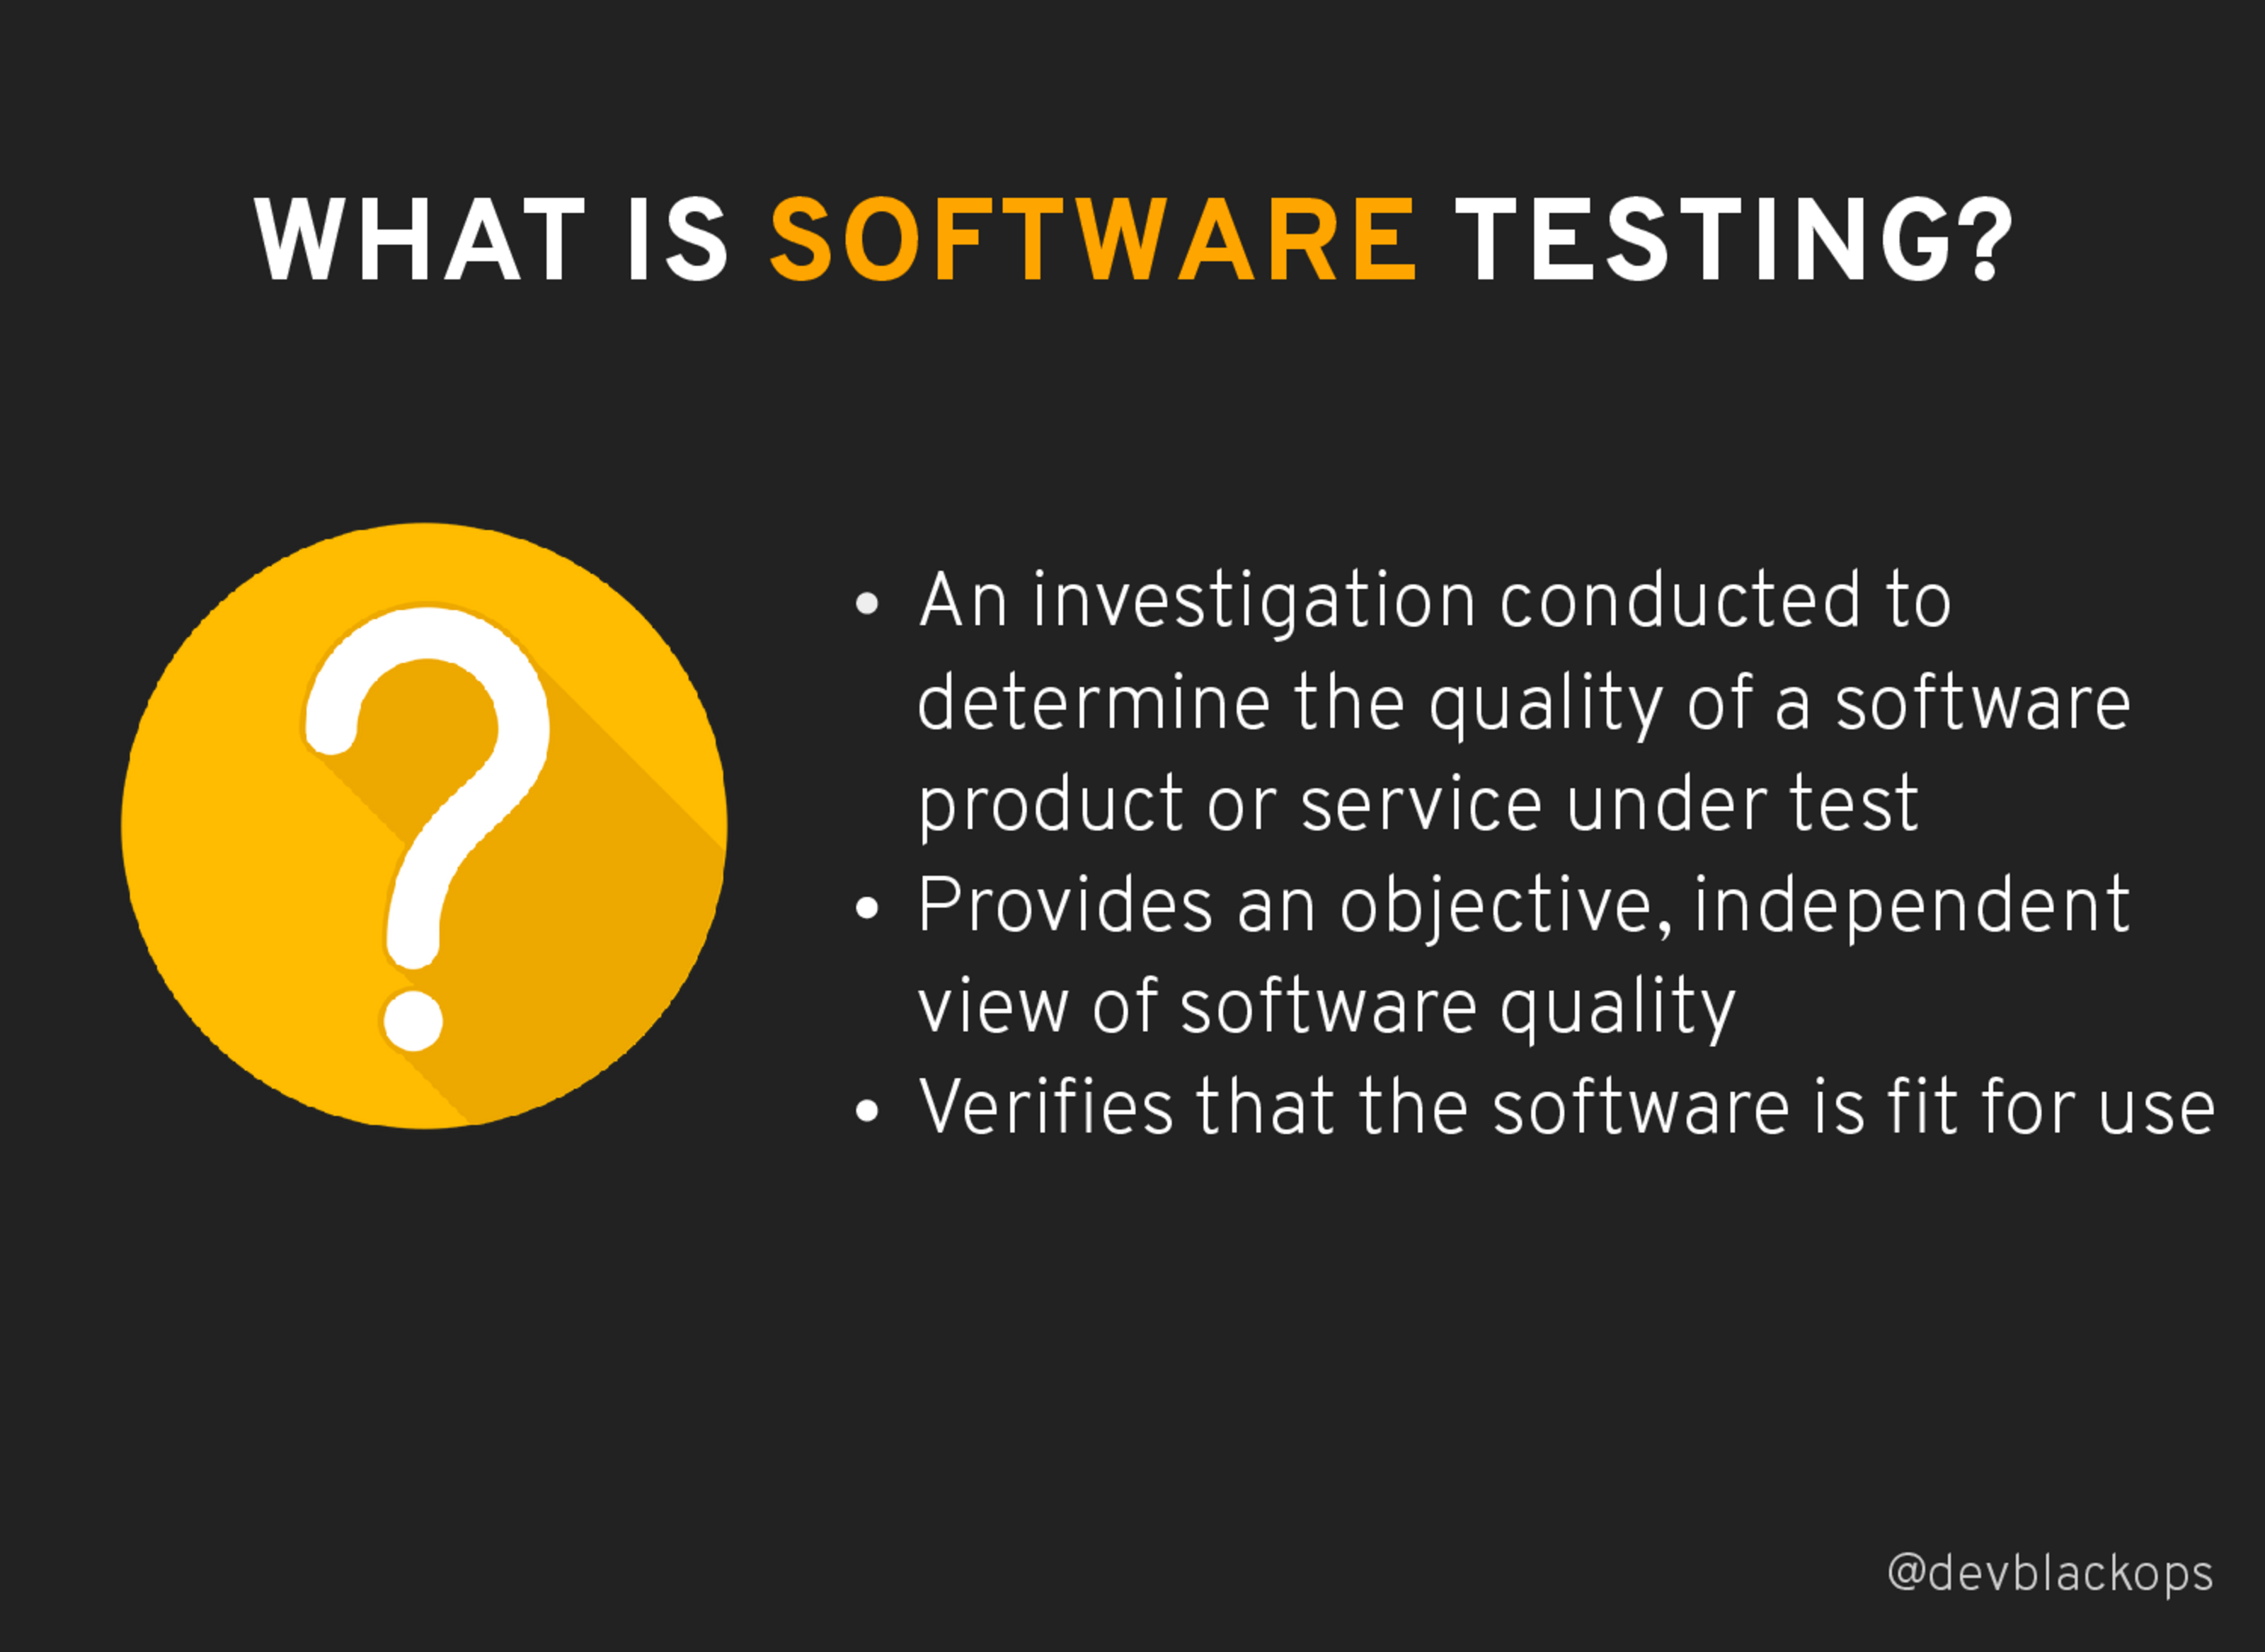 WHAT IS SOFTWARE TESTING?
• An investigation conducted to
determine the quality of a software
product or service under test
• Provides an objective, independent
view of software quality
• Verifies that the software is fit for use
@devblackops